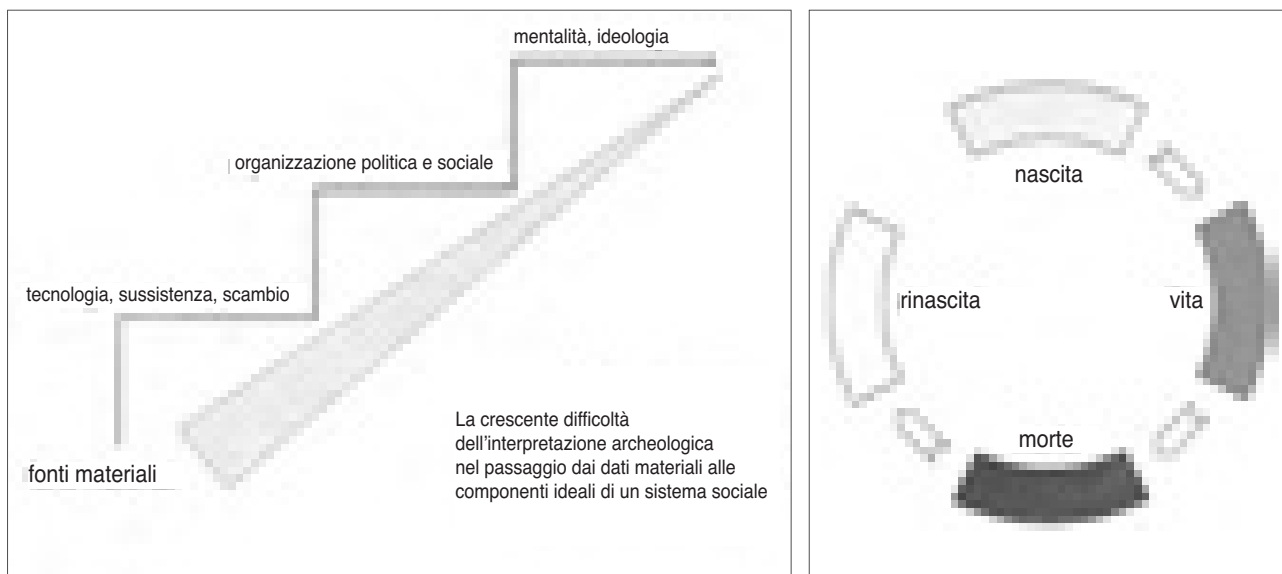 mentalità, ideologia
organizzazione politica e sociale
tecnologia, sussistenza, scambio
fonti materiali
La crescente difficoltà
dell'interpretazione archeologica
nel passaggio dai dati materiali alle
componenti ideali di un sistema sociale
nascita
rinascita
vita
morte